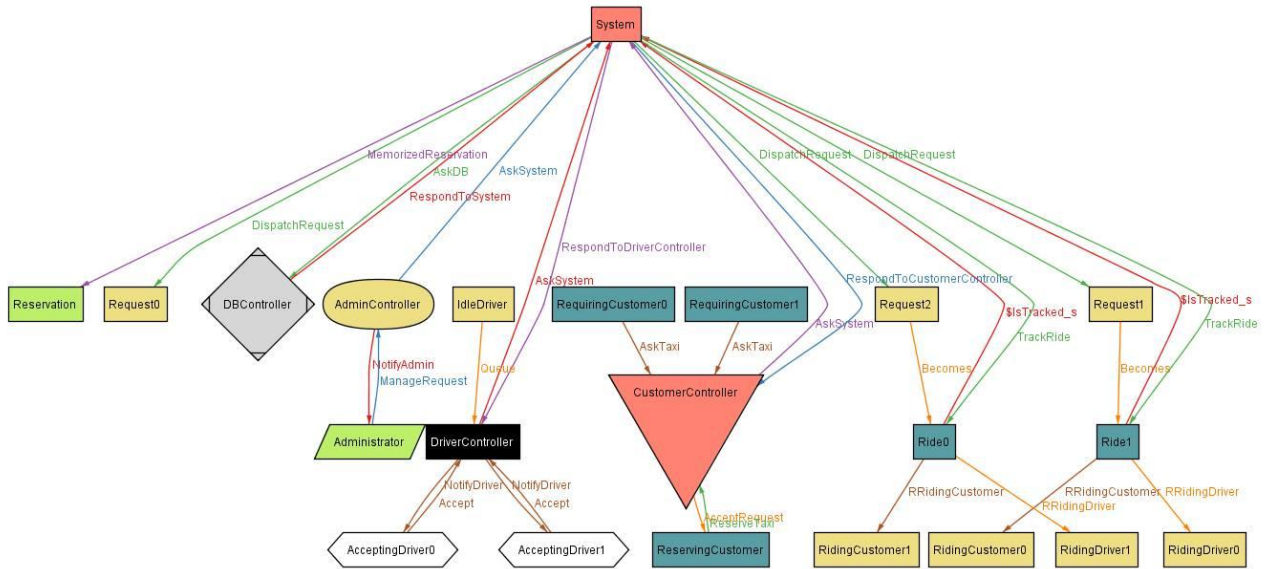 System
MemorizedReservation
AskDB
AskSystem
RespondToSystem
DispatchRequest
DispatchRequest
DispatchRequest
RespondToDriverController
AskSystem
RespondToCustomerController
AskSystem
$IsTracked_s
TrackRide
$IsTracked_s
TrackRide
Reservation
Request0
DBController
AdminController
IdleDriver
RequiringCustomer0
RequiringCustomer1
Request2
Request1
NotifyAdmin
ManageRequest
Queue
AskTaxi
AskTaxi
Becomes
Becomes
CustomerController
Administrator
DriverController
Ride0
Ride1
NotifyDriver
Accept
NotifyDriver
Accept
AcceptRequest
ReserveTaxi
RRidingCustomer
RRidingDriver
RRidingCustomer
RRidingDriver
AcceptingDriver0
AcceptingDriver1
ReservingCustomer
RidingCustomer1
RidingCustomer0
RidingDriver1
RidingDriver0